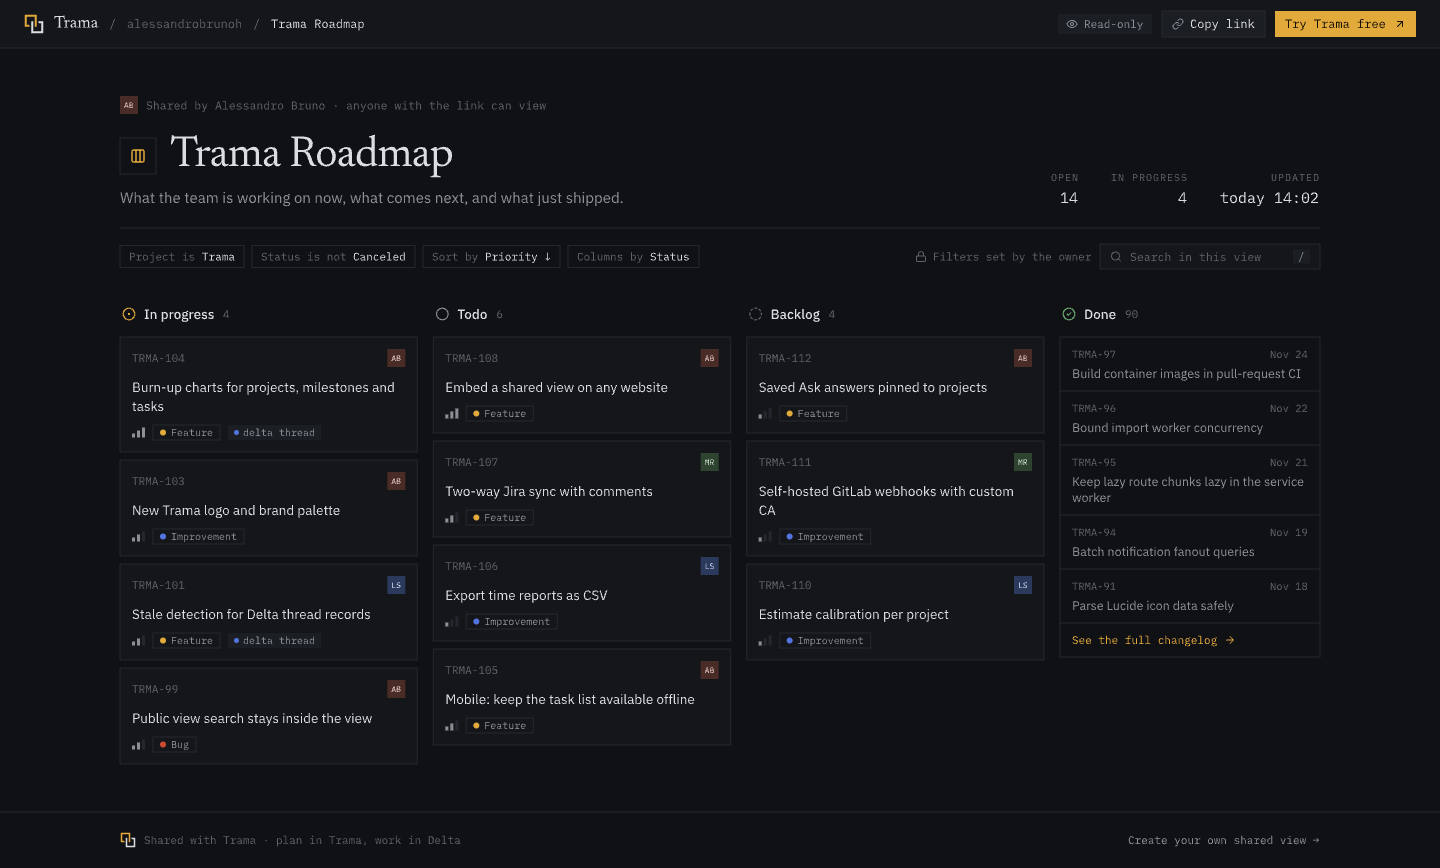 Trama / alessandrobrunoh / Trama Roadmap
Read-only
Copy link
Try Trama free ↗
AB Shared by Alessandro Bruno · anyone with the link can view
Trama Roadmap
What the team is working on now, what comes next, and what just shipped.
OPEN
14
IN PROGRESS
4
UPDATED
today 14:02
Project is Trama
Status is not Canceled
Sort by Priority ↓
Columns by Status
Filters set by the owner
Search in this view /
In progress 4
TRMA-104 AB
Burn-up charts for projects, milestones and
tasks
Feature delta thread
TRMA-103 AB
New Trama logo and brand palette
Improvement
TRMA-101 LS
Stale detection for Delta thread records
Feature delta thread
TRMA-99 AB
Public view search stays inside the view
Bug
Todo 6
TRMA-108 AB
Embed a shared view on any website
Feature
TRMA-107 MR
Two-way Jira sync with comments
Feature
TRMA-106 LS
Export time reports as CSV
Improvement
TRMA-105 AB
Mobile: keep the task list available offline
Feature
Backlog 4
TRMA-112 AB
Saved Ask answers pinned to projects
Feature
TRMA-111 MR
Self-hosted GitLab webhooks with custom
CA
Improvement
TRMA-110 LS
Estimate calibration per project
Improvement
Done 90
TRMA-97 Nov 24
Build container images in pull-request CI
TRMA-96 Nov 22
Bound import worker concurrency
TRMA-95 Nov 21
Keep lazy route chunks lazy in the service
worker
TRMA-94 Nov 19
Batch notification fanout queries
TRMA-91 Nov 18
Parse Lucide icon data safely
See the full changelog →
Shared with Trama · plan in Trama, work in Delta
Create your own shared view →